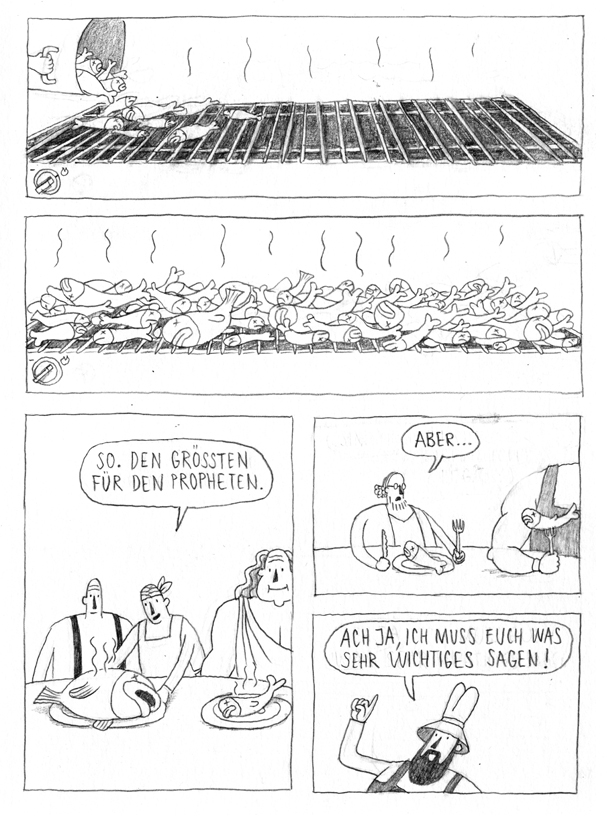 SO. DEN GRÖSSTEN
FÜR DEN PROPHETEN.
ABER...
ACH JA, ICH MUSS EUCH WAS
SEHR WICHTIGES SAGEN!